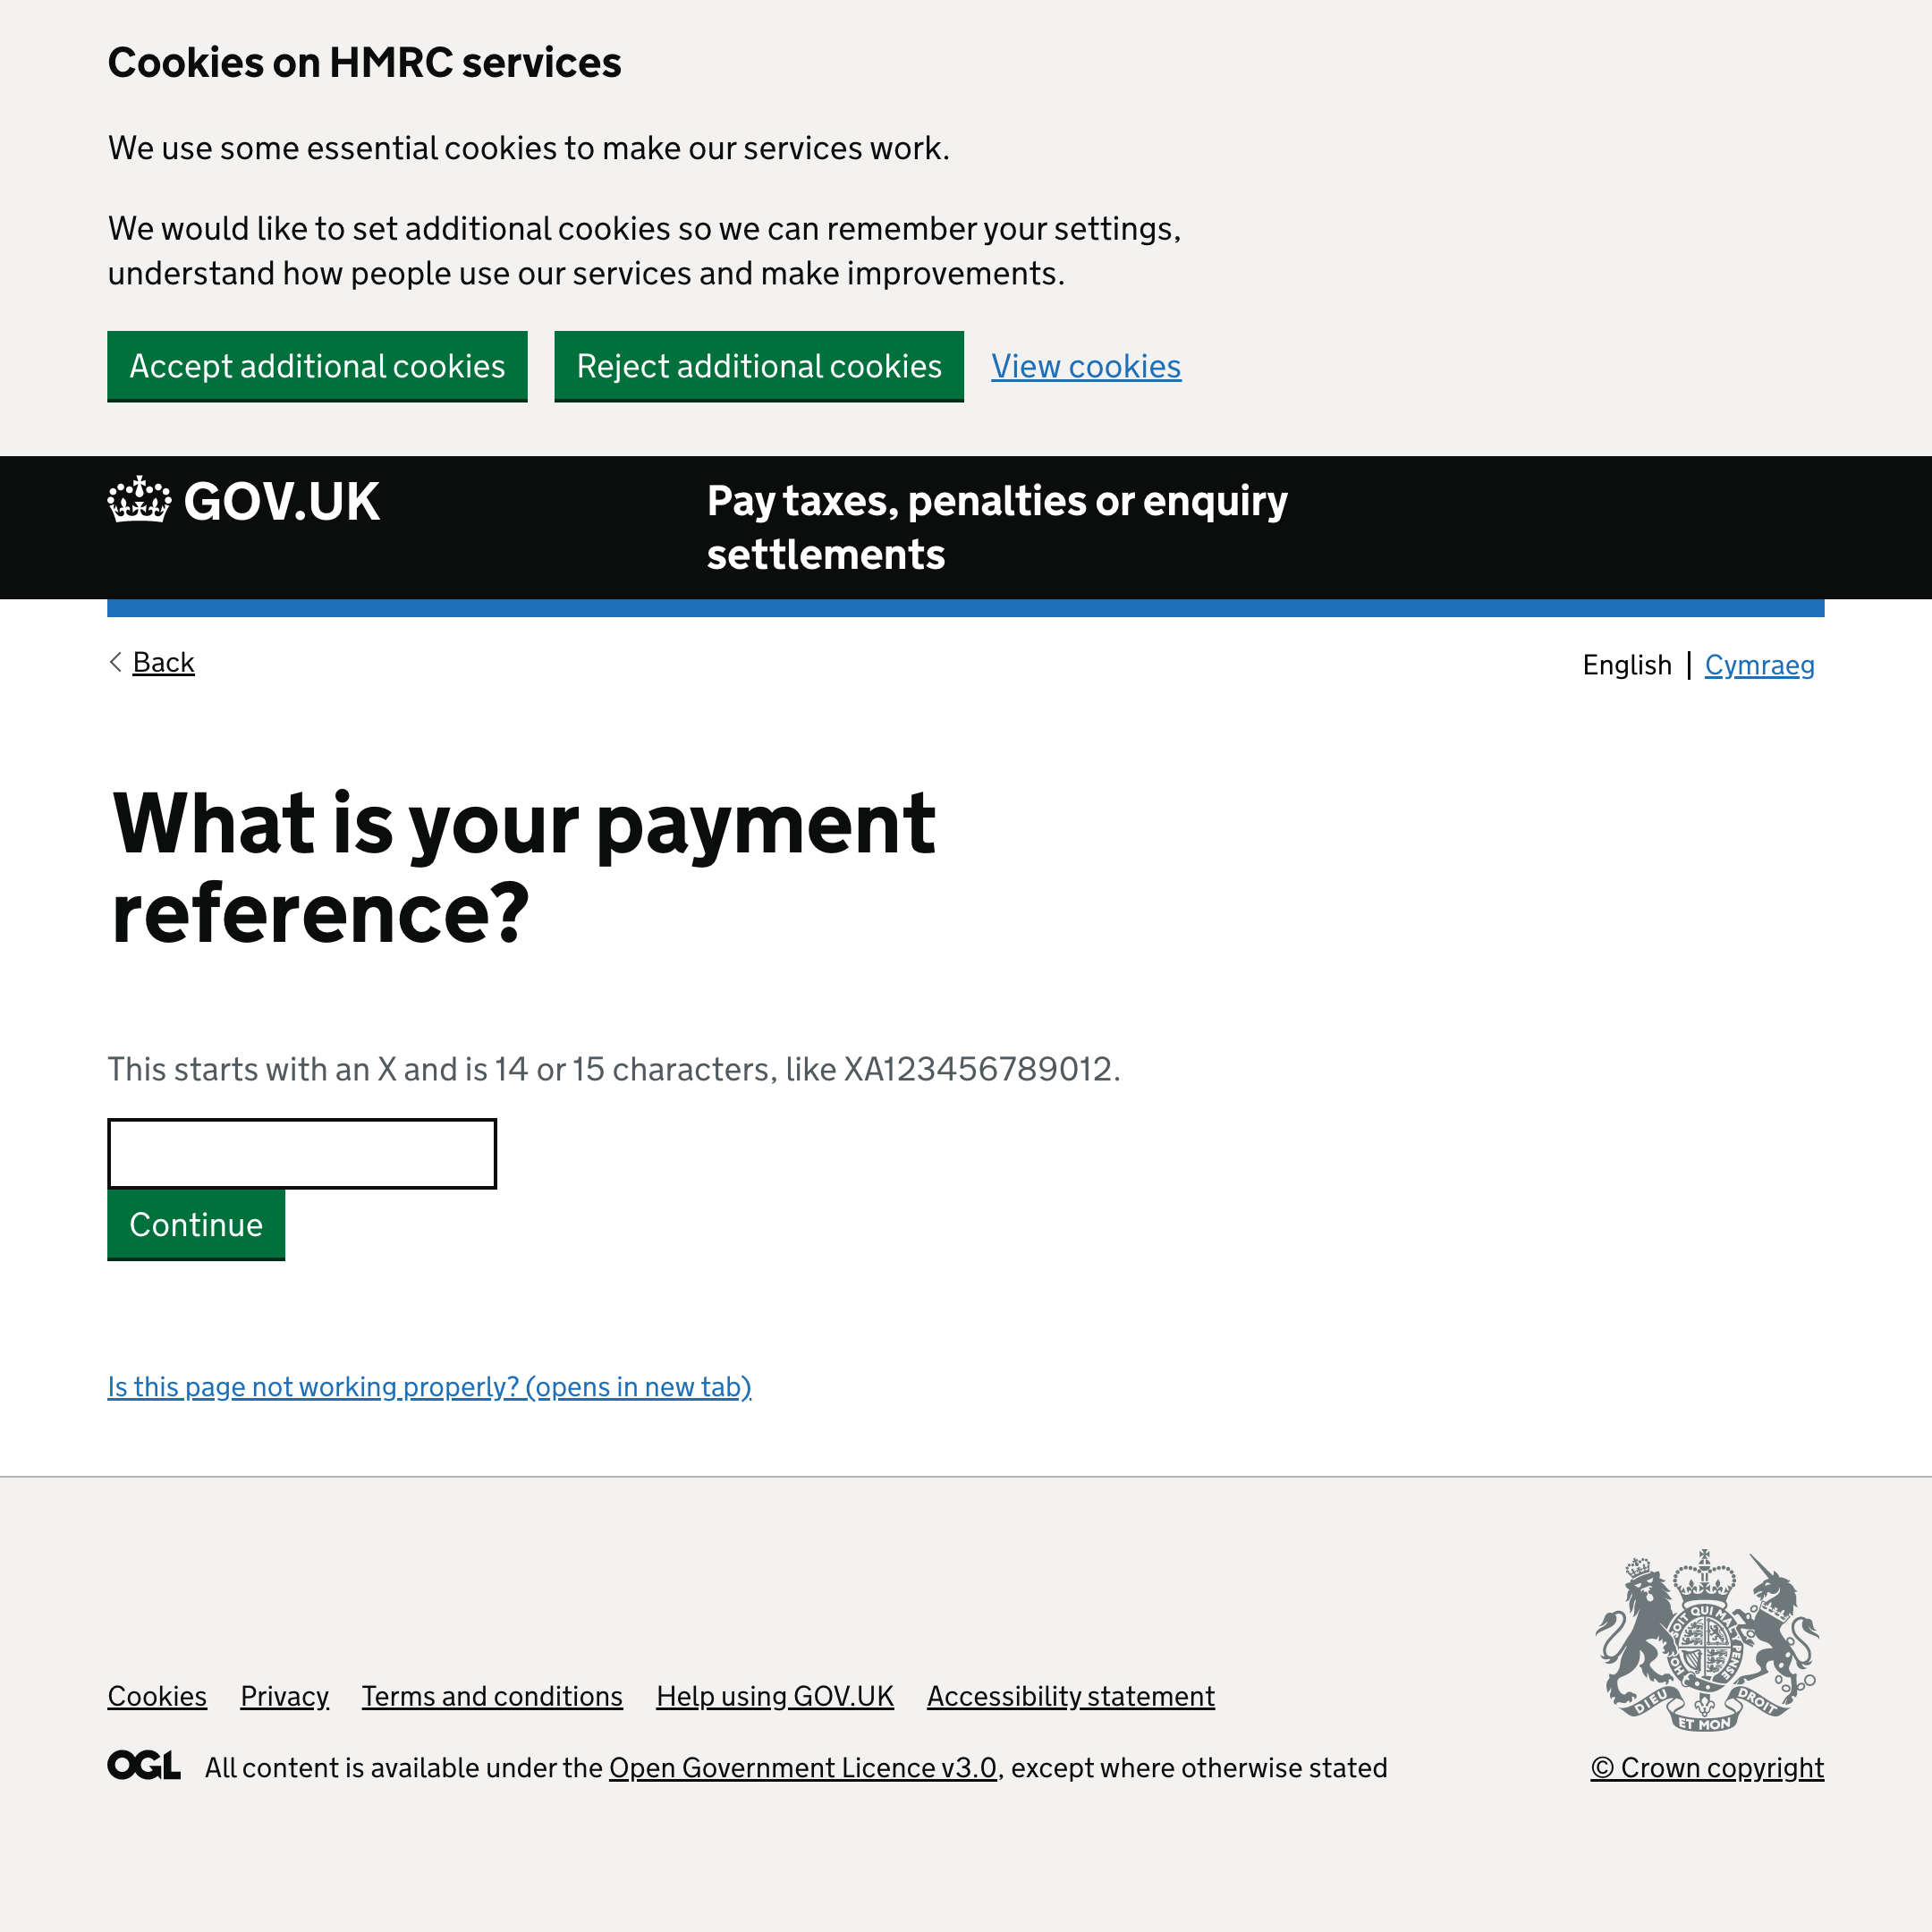 Cookies on HMRC services
We use some essential cookies to make our services work.
We would like to set additional cookies so we can remember your settings,
understand how people use our services and make improvements.
Accept additional cookies Reject additional cookies View cookies
GOV.UK Pay taxes, penalties or enquiry
settlements
Back English | Cymraeg
What is your payment
reference?
This starts with an X and is 14 or 15 characters, like XA123456789012.
Continue
Is this page not working properly? (opens in new tab)
SOIT QUI MAL Y PENSE
DIEU ET MON DROIT
Cookies Privacy Terms and conditions Help using GOV.UK Accessibility statement
OGL All content is available under the Open Government Licence v3.0, except where otherwise stated © Crown copyright